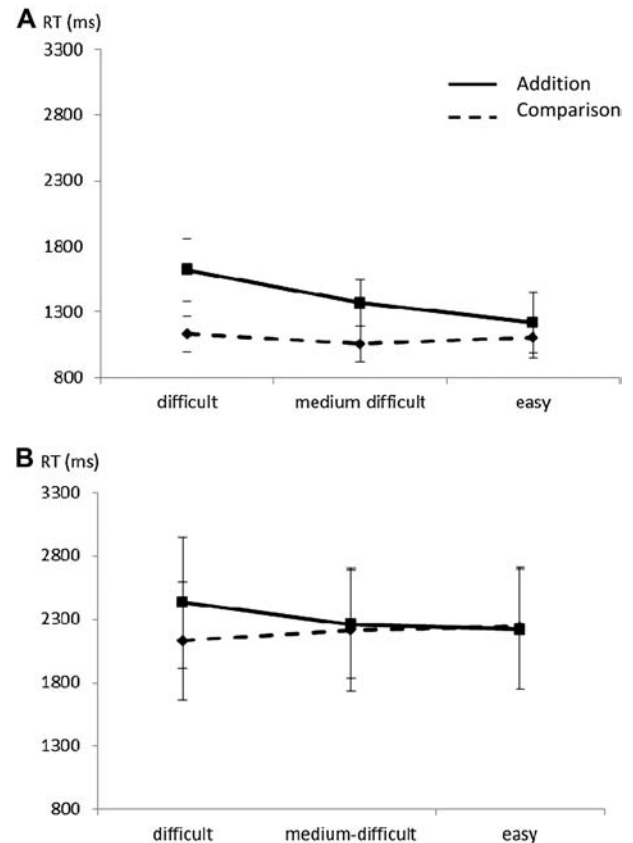 A RT (ms)
3300
2800
2300
1800
1300
800
Addition
Comparison
difficult medium difficult easy
B RT (ms)
3300
2800
2300
1800
1300
800
difficult medium-difficult easy